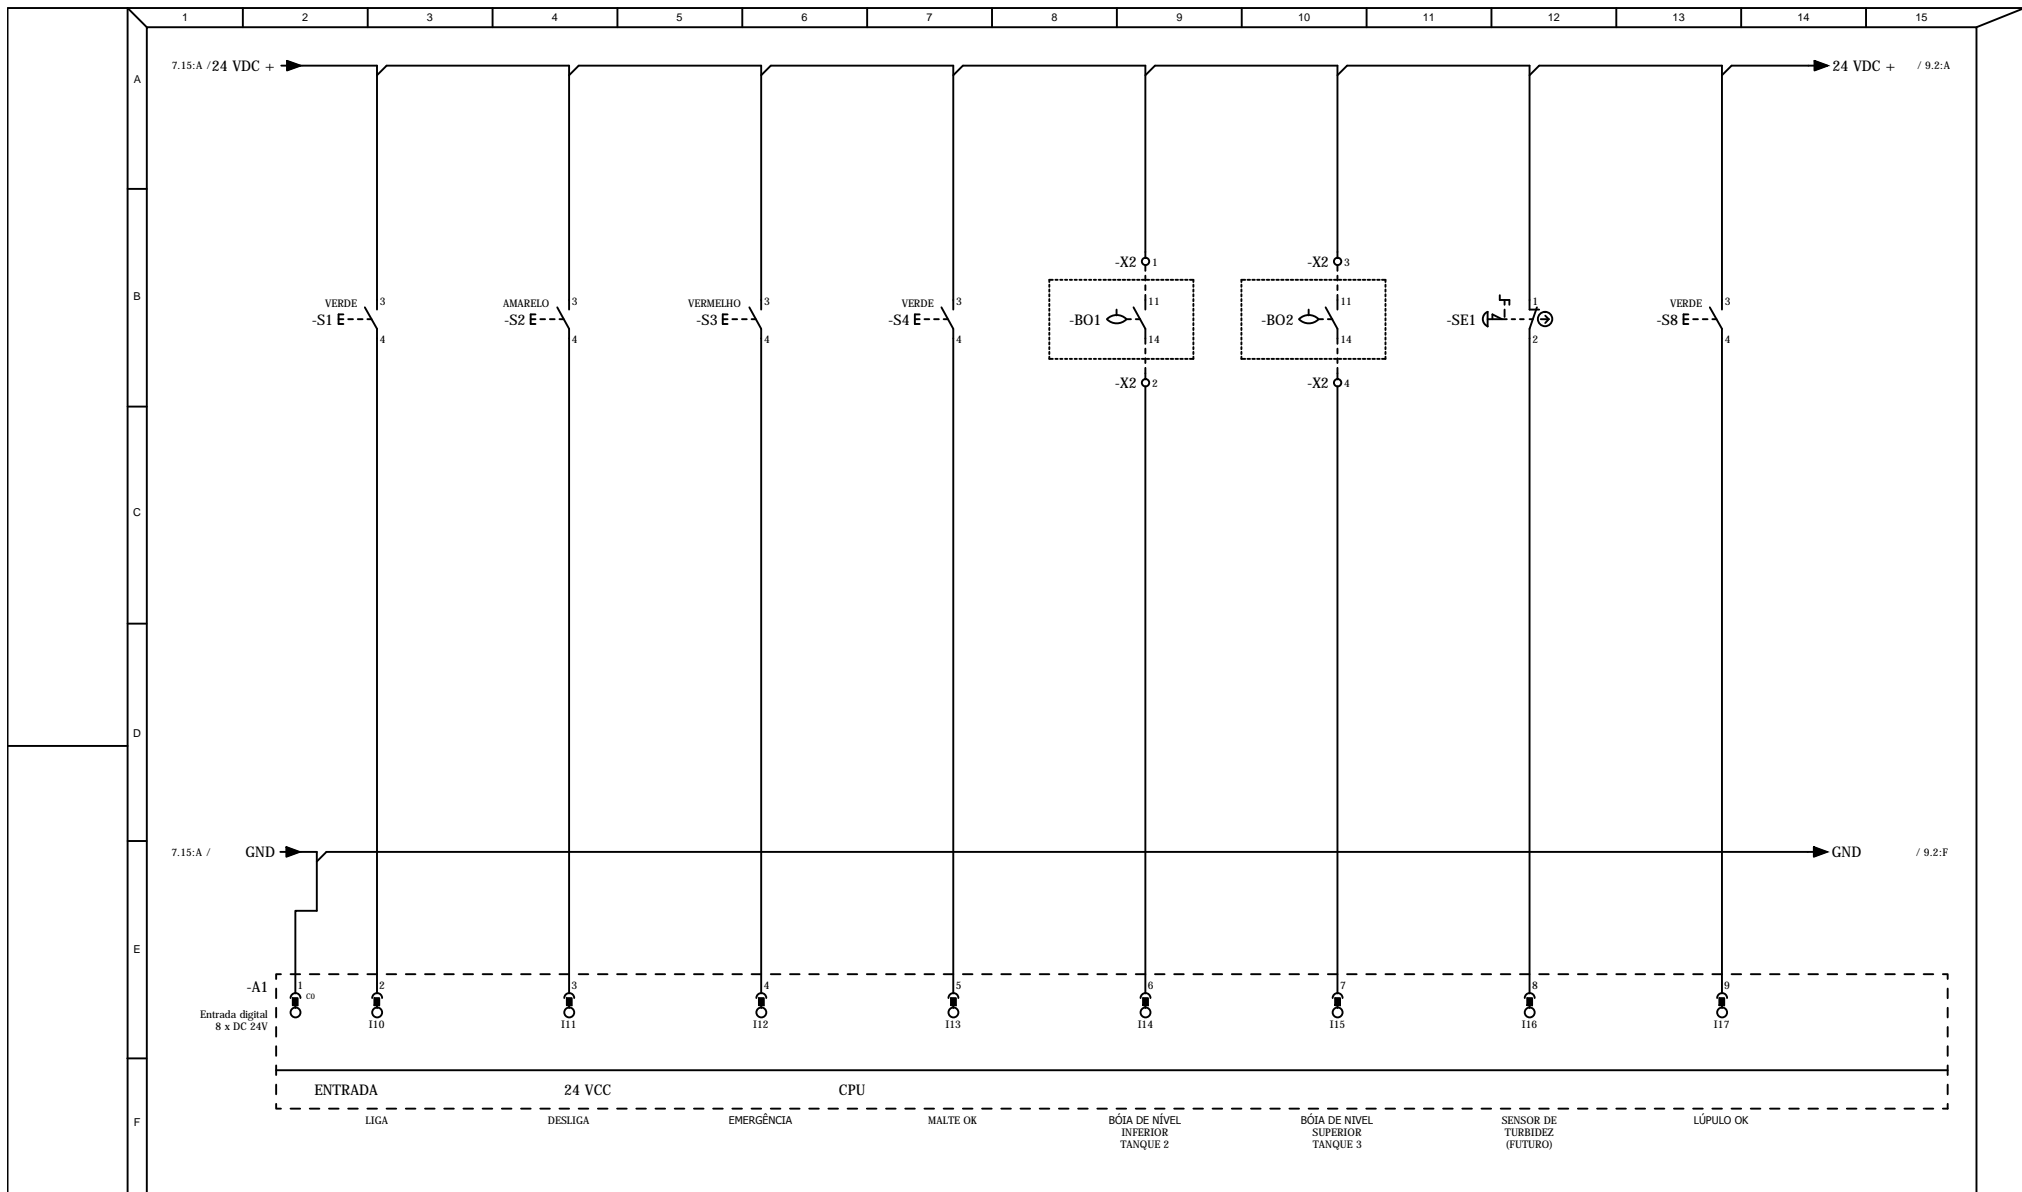 1 2 3 4 5 6 7 8 9 10 11 12 13 14 15
A
7.15:A / 24 VDC +
24 VDC + / 9.2:A
B
-X2 1
-X2 3
VERDE 3
-S1
4
AMARELO 3
-S2
4
VERMELHO 3
-S3
4
VERDE 3
-S4
4
11
-BO1
14
11
-BO2
14
1
-SE1
2
VERDE 3
-S8
4
-X2 2
-X2 4
C
D
7.15:A / GND
GND / 9.2:F
E
-A1
Entrada digital
8 x DC 24V
1 C0
2
I10
3
I11
4
I12
5
I13
6
I14
7
I15
8
I16
9
I17
ENTRADA 24 VCC CPU
F
LIGA
DESLIGA
EMERGÊNCIA
MALTE OK
BÓIA DE NÍVEL
INFERIOR
TANQUE 2
BÓIA DE NIVEL
SUPERIOR
TANQUE 3
SENSOR DE
TURBIDEZ
(FUTURO)
LÚPULO OK